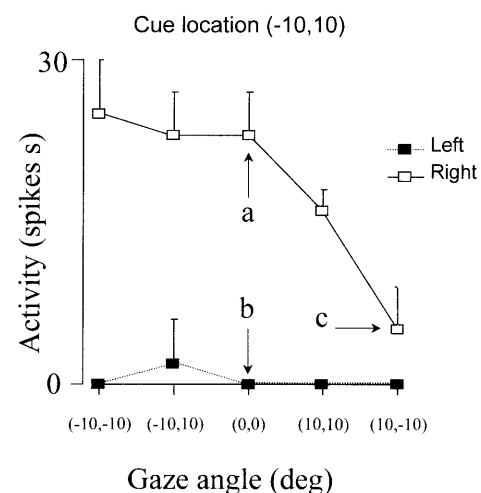 Cue location (-10,10)
30
Left
Right
a
b
c
0
Activity (spikes s)
(-10,-10) (-10,10) (0,0) (10,10) (10,-10)
Gaze angle (deg)